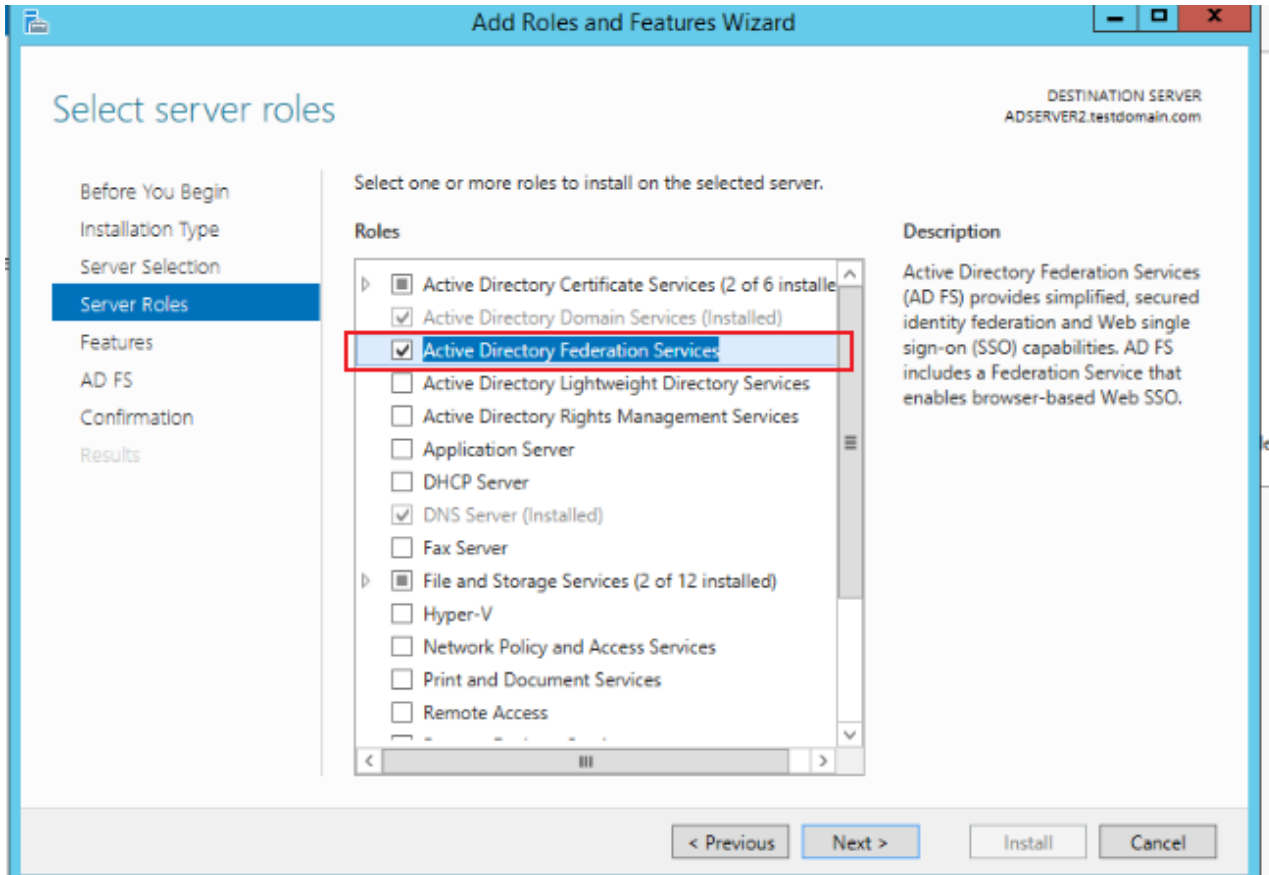 Add Roles and Features Wizard
Select server roles
DESTINATION SERVER
ADSERVER2.testdomain.com
Before You Begin
Installation Type
Server Selection
Server Roles
Features
AD FS
Confirmation
Results
Select one or more roles to install on the selected server.
Roles
Active Directory Certificate Services (2 of 6 installe
Active Directory Domain Services (Installed)
Active Directory Federation Services
Active Directory Lightweight Directory Services
Active Directory Rights Management Services
Application Server
DHCP Server
DNS Server (Installed)
Fax Server
File and Storage Services (2 of 12 installed)
Hyper-V
Network Policy and Access Services
Print and Document Services
Remote Access
Description
Active Directory Federation Services
(AD FS) provides simplified, secured
identity federation and Web single
sign-on (SSO) capabilities. AD FS
includes a Federation Service that
enables browser-based Web SSO.
< Previous
Next >
Install
Cancel